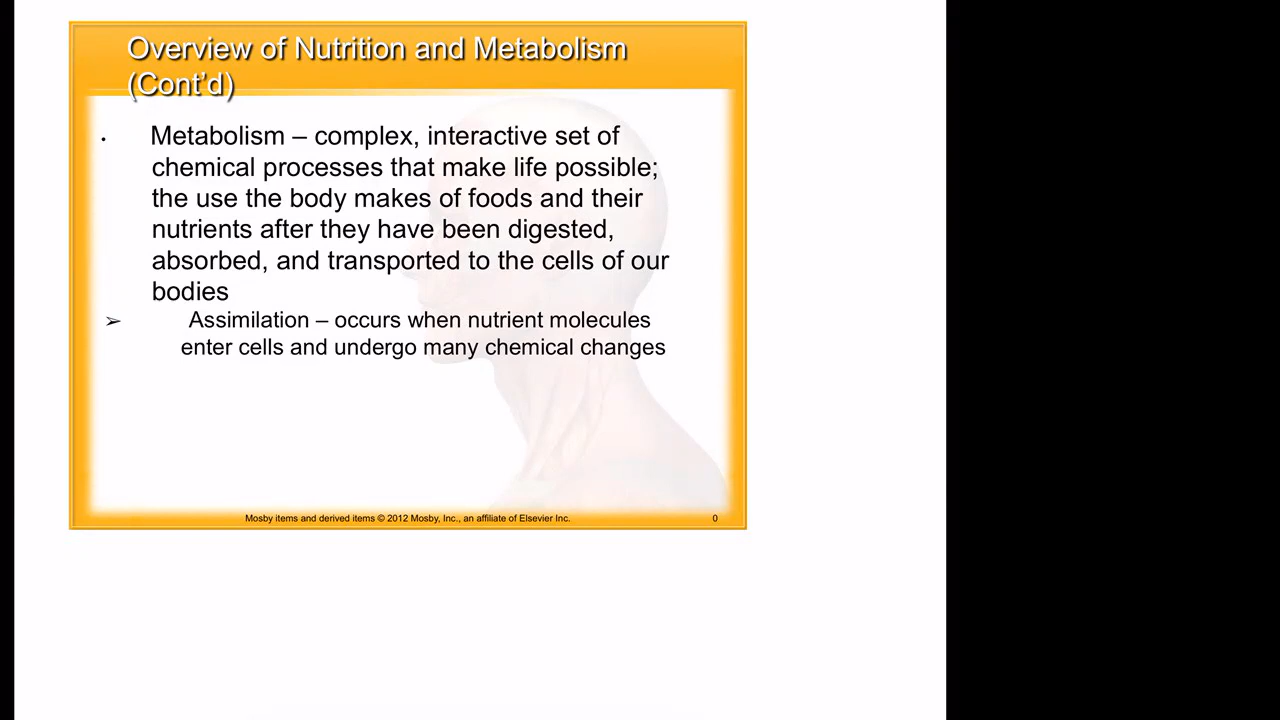 Overview of Nutrition and Metabolism
(Cont’d)
• Metabolism – complex, interactive set of
chemical processes that make life possible;
the use the body makes of foods and their
nutrients after they have been digested,
absorbed, and transported to the cells of our
bodies
➢ Assimilation – occurs when nutrient molecules
enter cells and undergo many chemical changes
Mosby items and derived items © 2012 Mosby, Inc., an affiliate of Elsevier Inc. 0